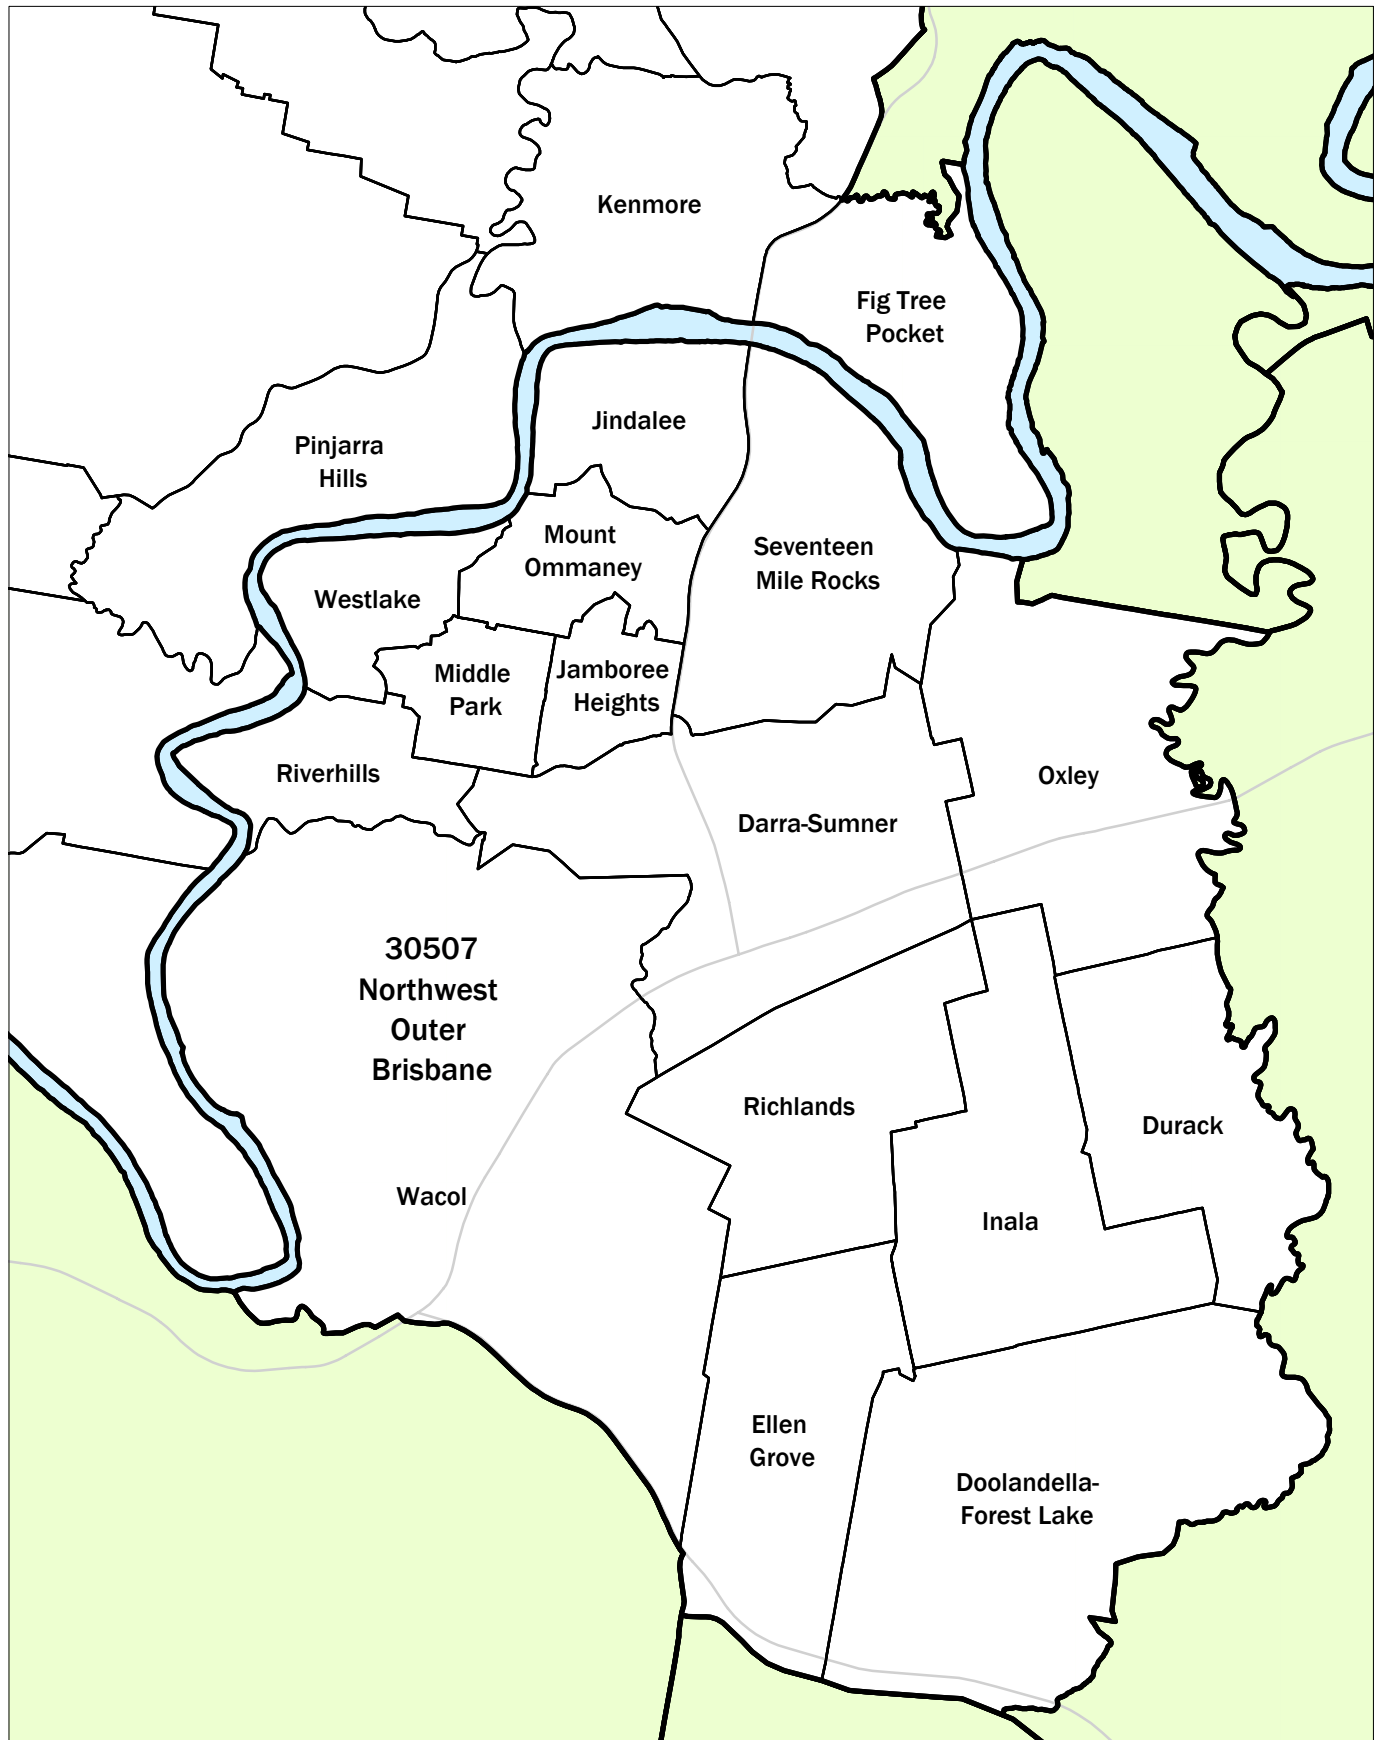 Kenmore
Fig Tree
Pocket
Jindalee
Pinjarra
Hills
Mount
Ommaney
Seventeen
Mile Rocks
Westlake
Middle
Park
Jamboree
Heights
Riverhills
Oxley
Darra-Sumner
30507
Northwest
Outer
Brisbane
Richlands
Durack
Wacol
Inala
Ellen
Grove
Doolandella-
Forest Lake